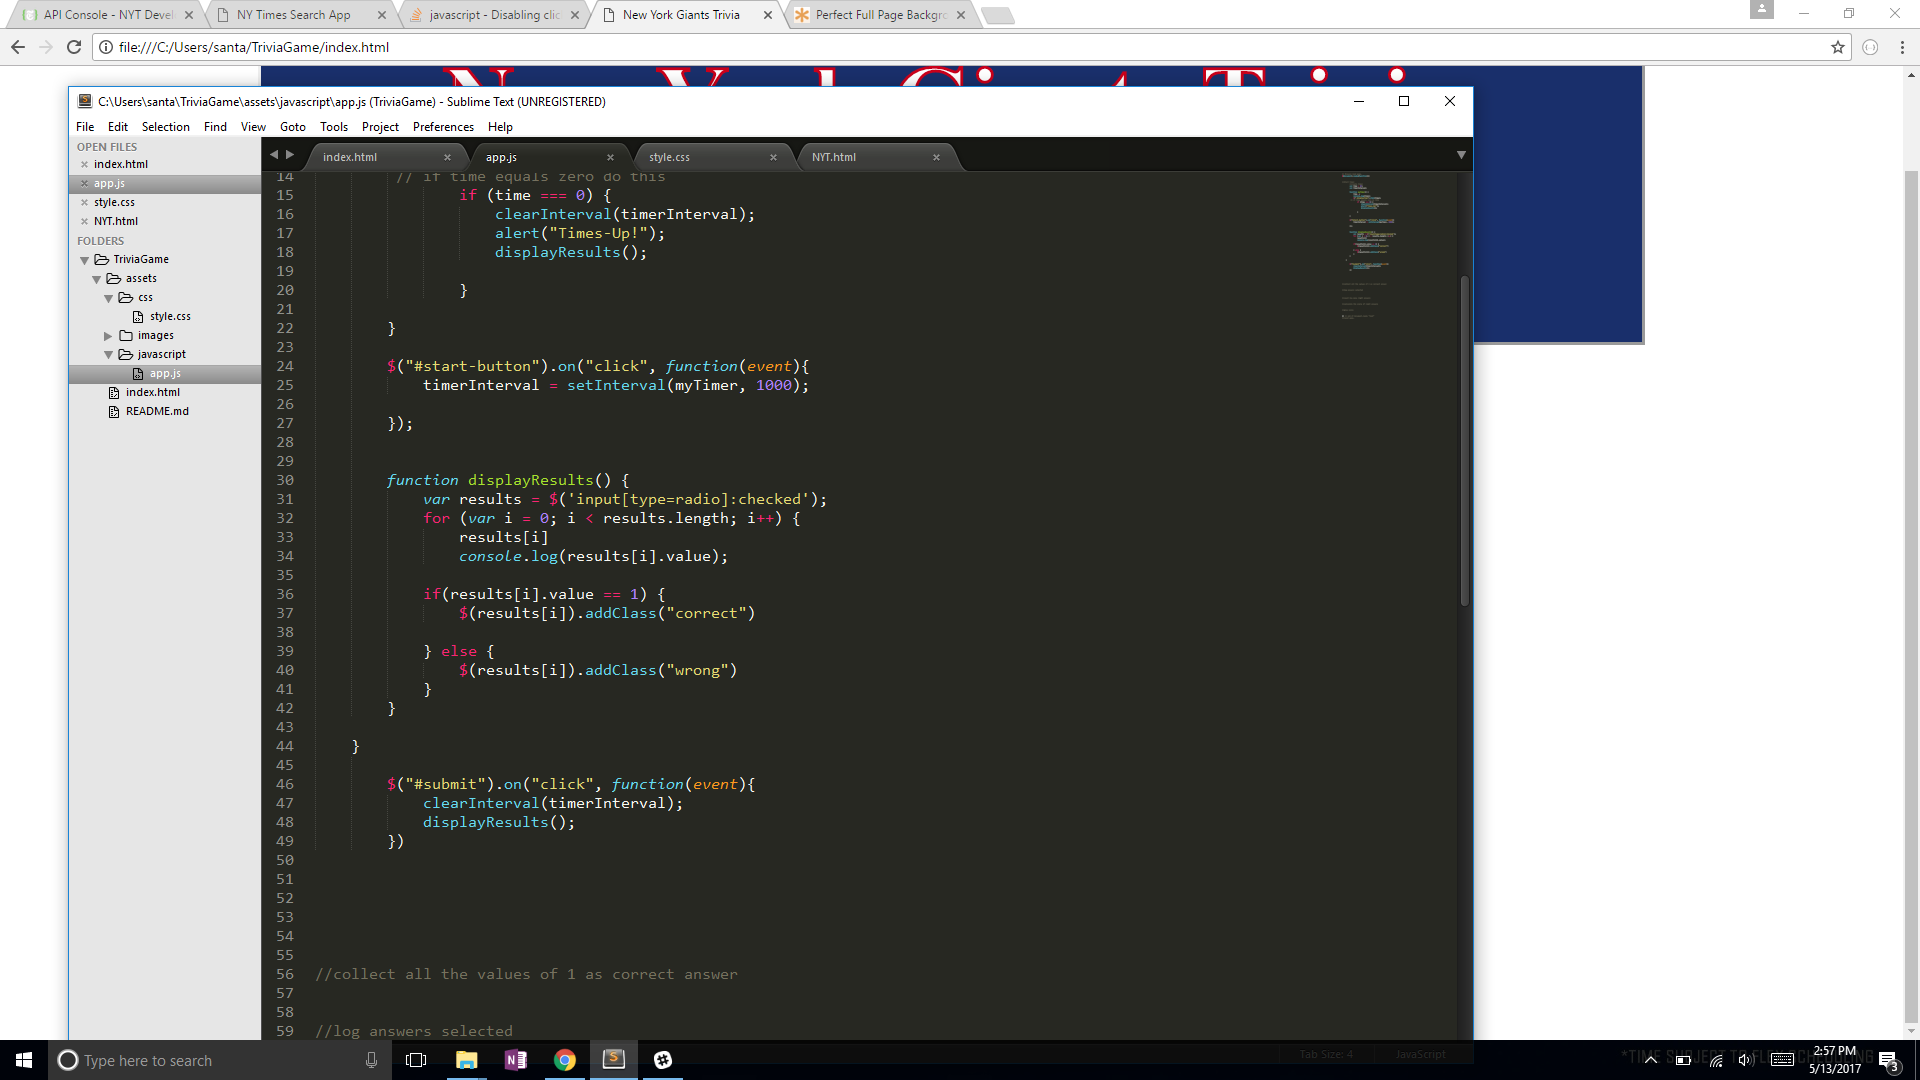 API Console - NYT Devel
NY Times Search App
javascript - Disabling clic
New York Giants Trivia
Perfect Full Page Backgro
file:///C:/Users/santa/TriviaGame/index.html
C:\Users\santa\TriviaGame\assets\javascript\app.js (TriviaGame) - Sublime Text (UNREGISTERED)
File Edit Selection Find View Goto Tools Project Preferences Help
OPEN FILES
index.html
app.js
style.css
NYT.html
FOLDERS
TriviaGame
assets
css
style.css
images
javascript
app.js
index.html
README.md
index.html app.js style.css NYT.html
14 // if time equals zero do this
15 if (time === 0) {
16 clearInterval(timerInterval);
17 alert("Times-Up!");
18 displayResults();
19
20 }
21
22 }
23
24 $("#start-button").on("click", function(event){
25 timerInterval = setInterval(myTimer, 1000);
26
27 });
28
29
30 function displayResults() {
31 var results = $('input[type=radio]:checked');
32 for (var i = 0; i < results.length; i++) {
33 results[i]
34 console.log(results[i].value);
35
36 if(results[i].value == 1) {
37 $(results[i]).addClass("correct")
38
39 } else {
40 $(results[i]).addClass("wrong")
41 }
42 }
43
44 }
45
46 $("#submit").on("click", function(event){
47 clearInterval(timerInterval);
48 displayResults();
49 })
50
51
52
53
54
55
56 //collect all the values of 1 as correct answer
57
58
59 //log answers selected
Tab Size: 4 JavaScript
Type here to search
2:57 PM
5/13/2017
3